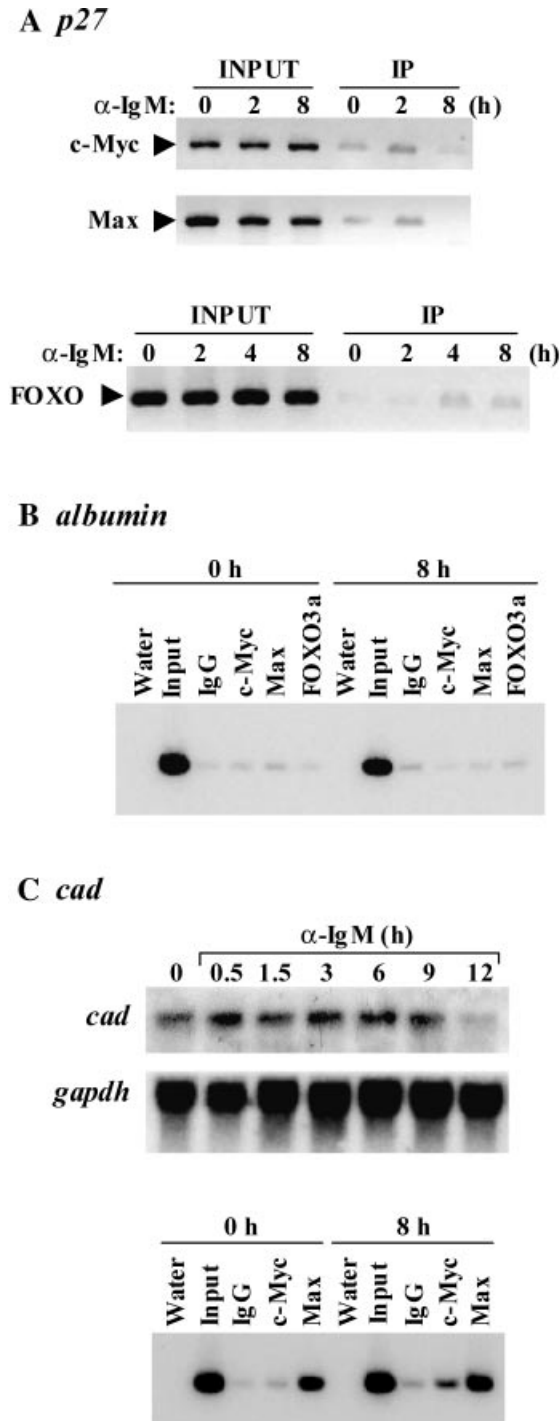 A p27
INPUT IP
α-IgM: 0 2 8 0 2 8 (h)
c-Myc
Max
INPUT IP
α-IgM: 0 2 4 8 0 2 4 8 (h)
FOXO
B albumin
0 h 8 h
Water Input IgG c-Myc Max FOXO3a Water Input IgG c-Myc Max FOXO3a
C cad
α-IgM (h)
0 0.5 1.5 3 6 9 12
cad
gapdh
0 h 8 h
Water Input IgG c-Myc Max Water Input IgG c-Myc Max